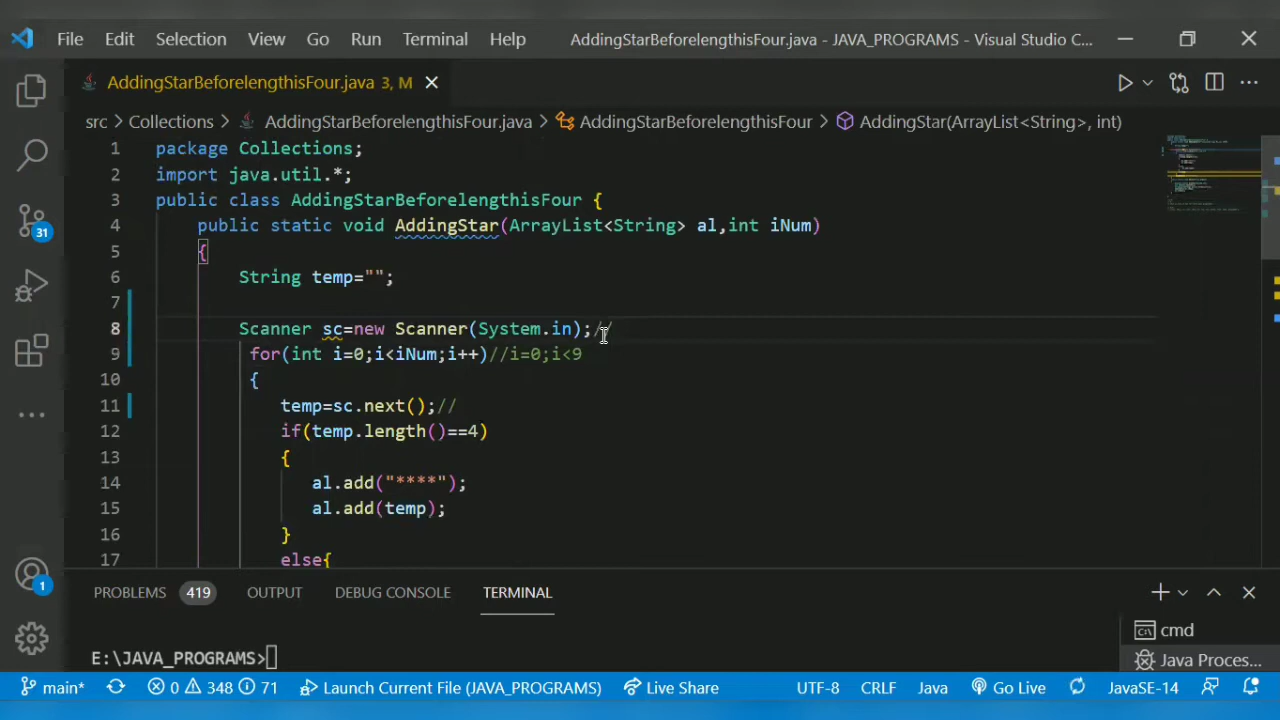 File Edit Selection View Go Run Terminal Help AddingStarBeforelengthisFour.java - JAVA_PROGRAMS - Visual Studio C...
AddingStarBeforelengthisFour.java 3, M
src > Collections > AddingStarBeforelengthisFour.java > AddingStarBeforelengthisFour > AddingStar(ArrayList<String>, int)
1 package Collections;
2 import java.util.*;
3 public class AddingStarBeforelengthisFour {
4 public static void AddingStar(ArrayList<String> al,int iNum)
5 {
6 String temp="";
7
8 Scanner sc=new Scanner(System.in);//
9 for(int i=0;i<iNum;i++)//i=0;i<9
10 {
11 temp=sc.next();//
12 if(temp.length()==4)
13 {
14 al.add("****");
15 al.add(temp);
16 }
17 else{
31
1
PROBLEMS 419 OUTPUT DEBUG CONSOLE TERMINAL
cmd
E:\JAVA_PROGRAMS>
Java Proces...
main* 0 348 71 Launch Current File (JAVA_PROGRAMS) Live Share UTF-8 CRLF Java Go Live JavaSE-14